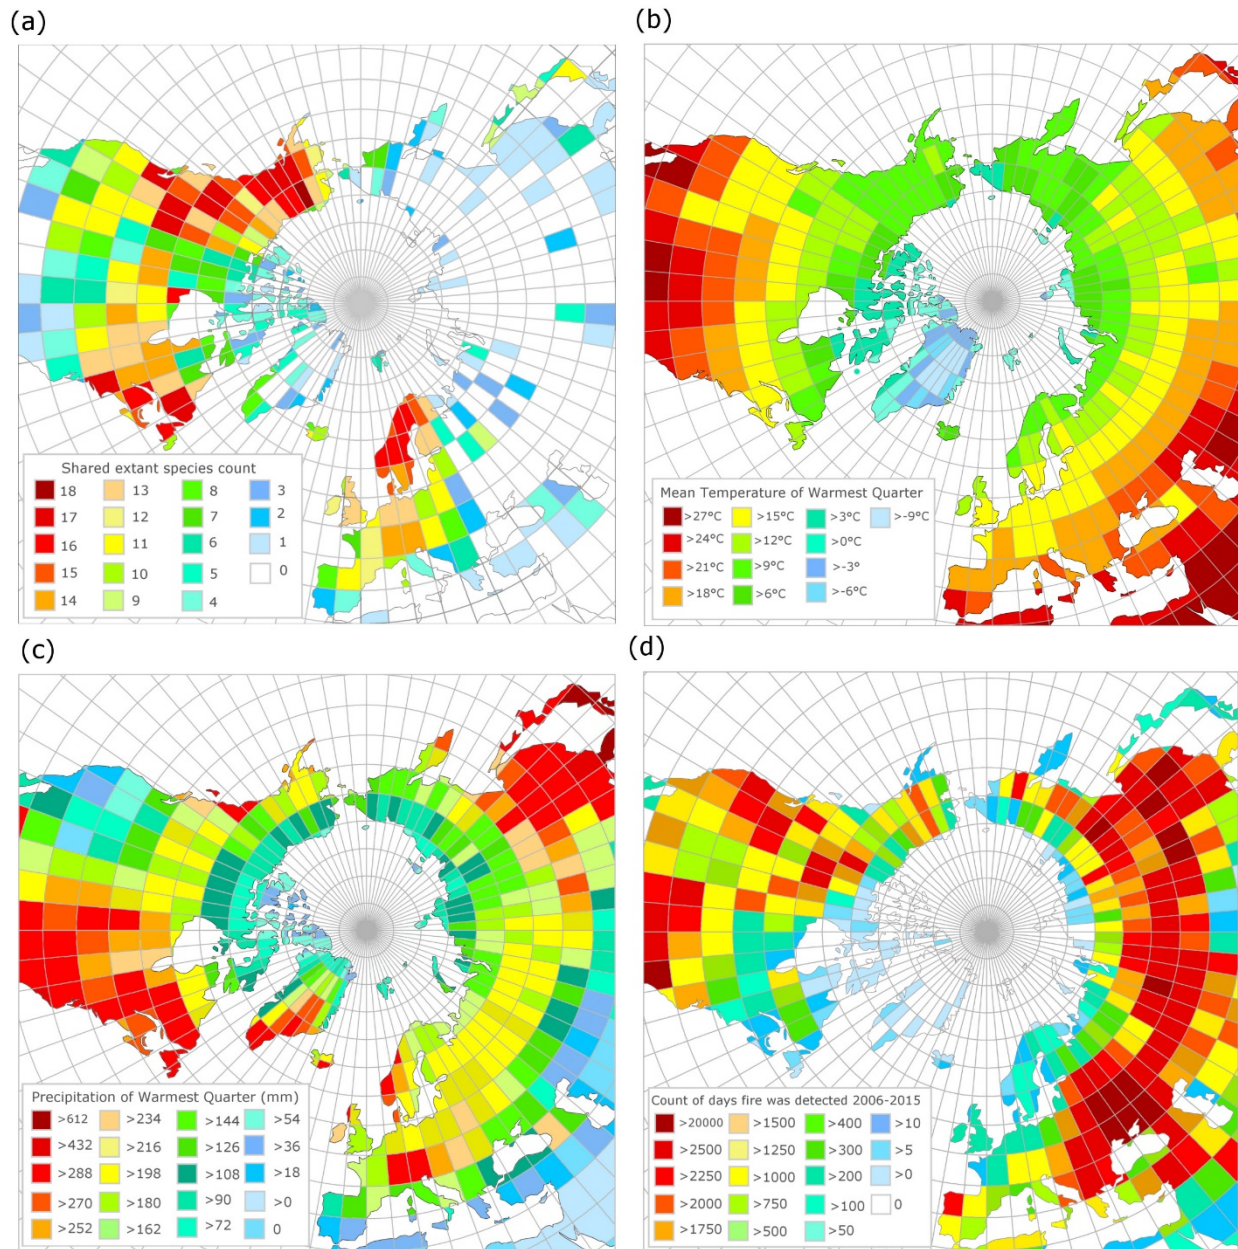 (a)
(b)
Shared extant species count
18 13 8 3
17 12 7 2
16 11 6 1
15 10 5 0
14 9 4
Mean Temperature of Warmest Quarter
>27°C >15°C >3°C >-9°C
>24°C >12°C >0°C
>21°C >9°C >-3°
>18°C >6°C >-6°C
(c)
(d)
Precipitation of Warmest Quarter (mm)
>612 >234 >144 >54
>432 >216 >126 >36
>288 >198 >108 >18
>270 >180 >90 >0
>252 >162 >72 0
Count of days fire was detected 2006-2015
>20000 >1500 >400 >10
>2500 >1250 >300 >5
>2250 >1000 >200 >0
>2000 >750 >100 0
>1750 >500 >50